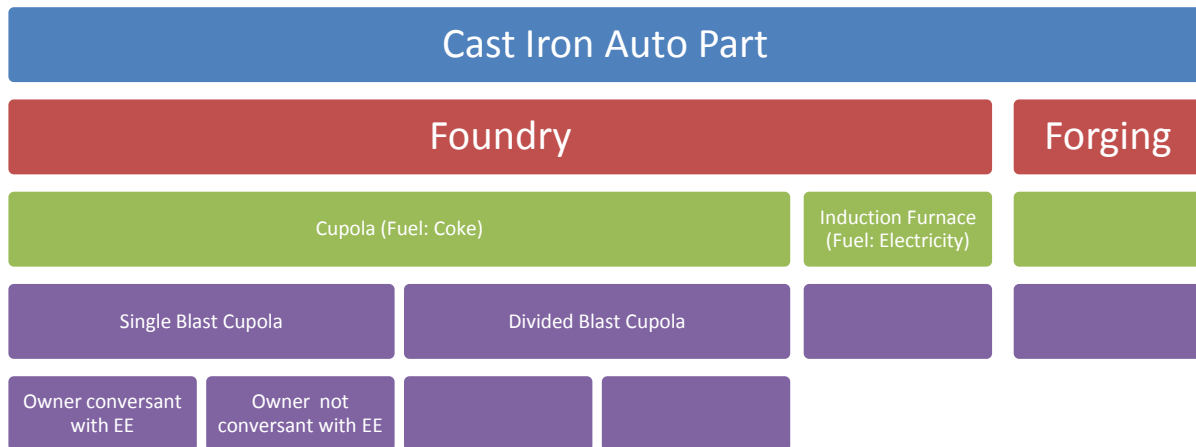 Cast Iron Auto Part
Foundry
Forging
Cupola (Fuel: Coke)
Induction Furnace
(Fuel: Electricity)
Single Blast Cupola
Divided Blast Cupola
Owner conversant
with EE
Owner not
conversant with EE